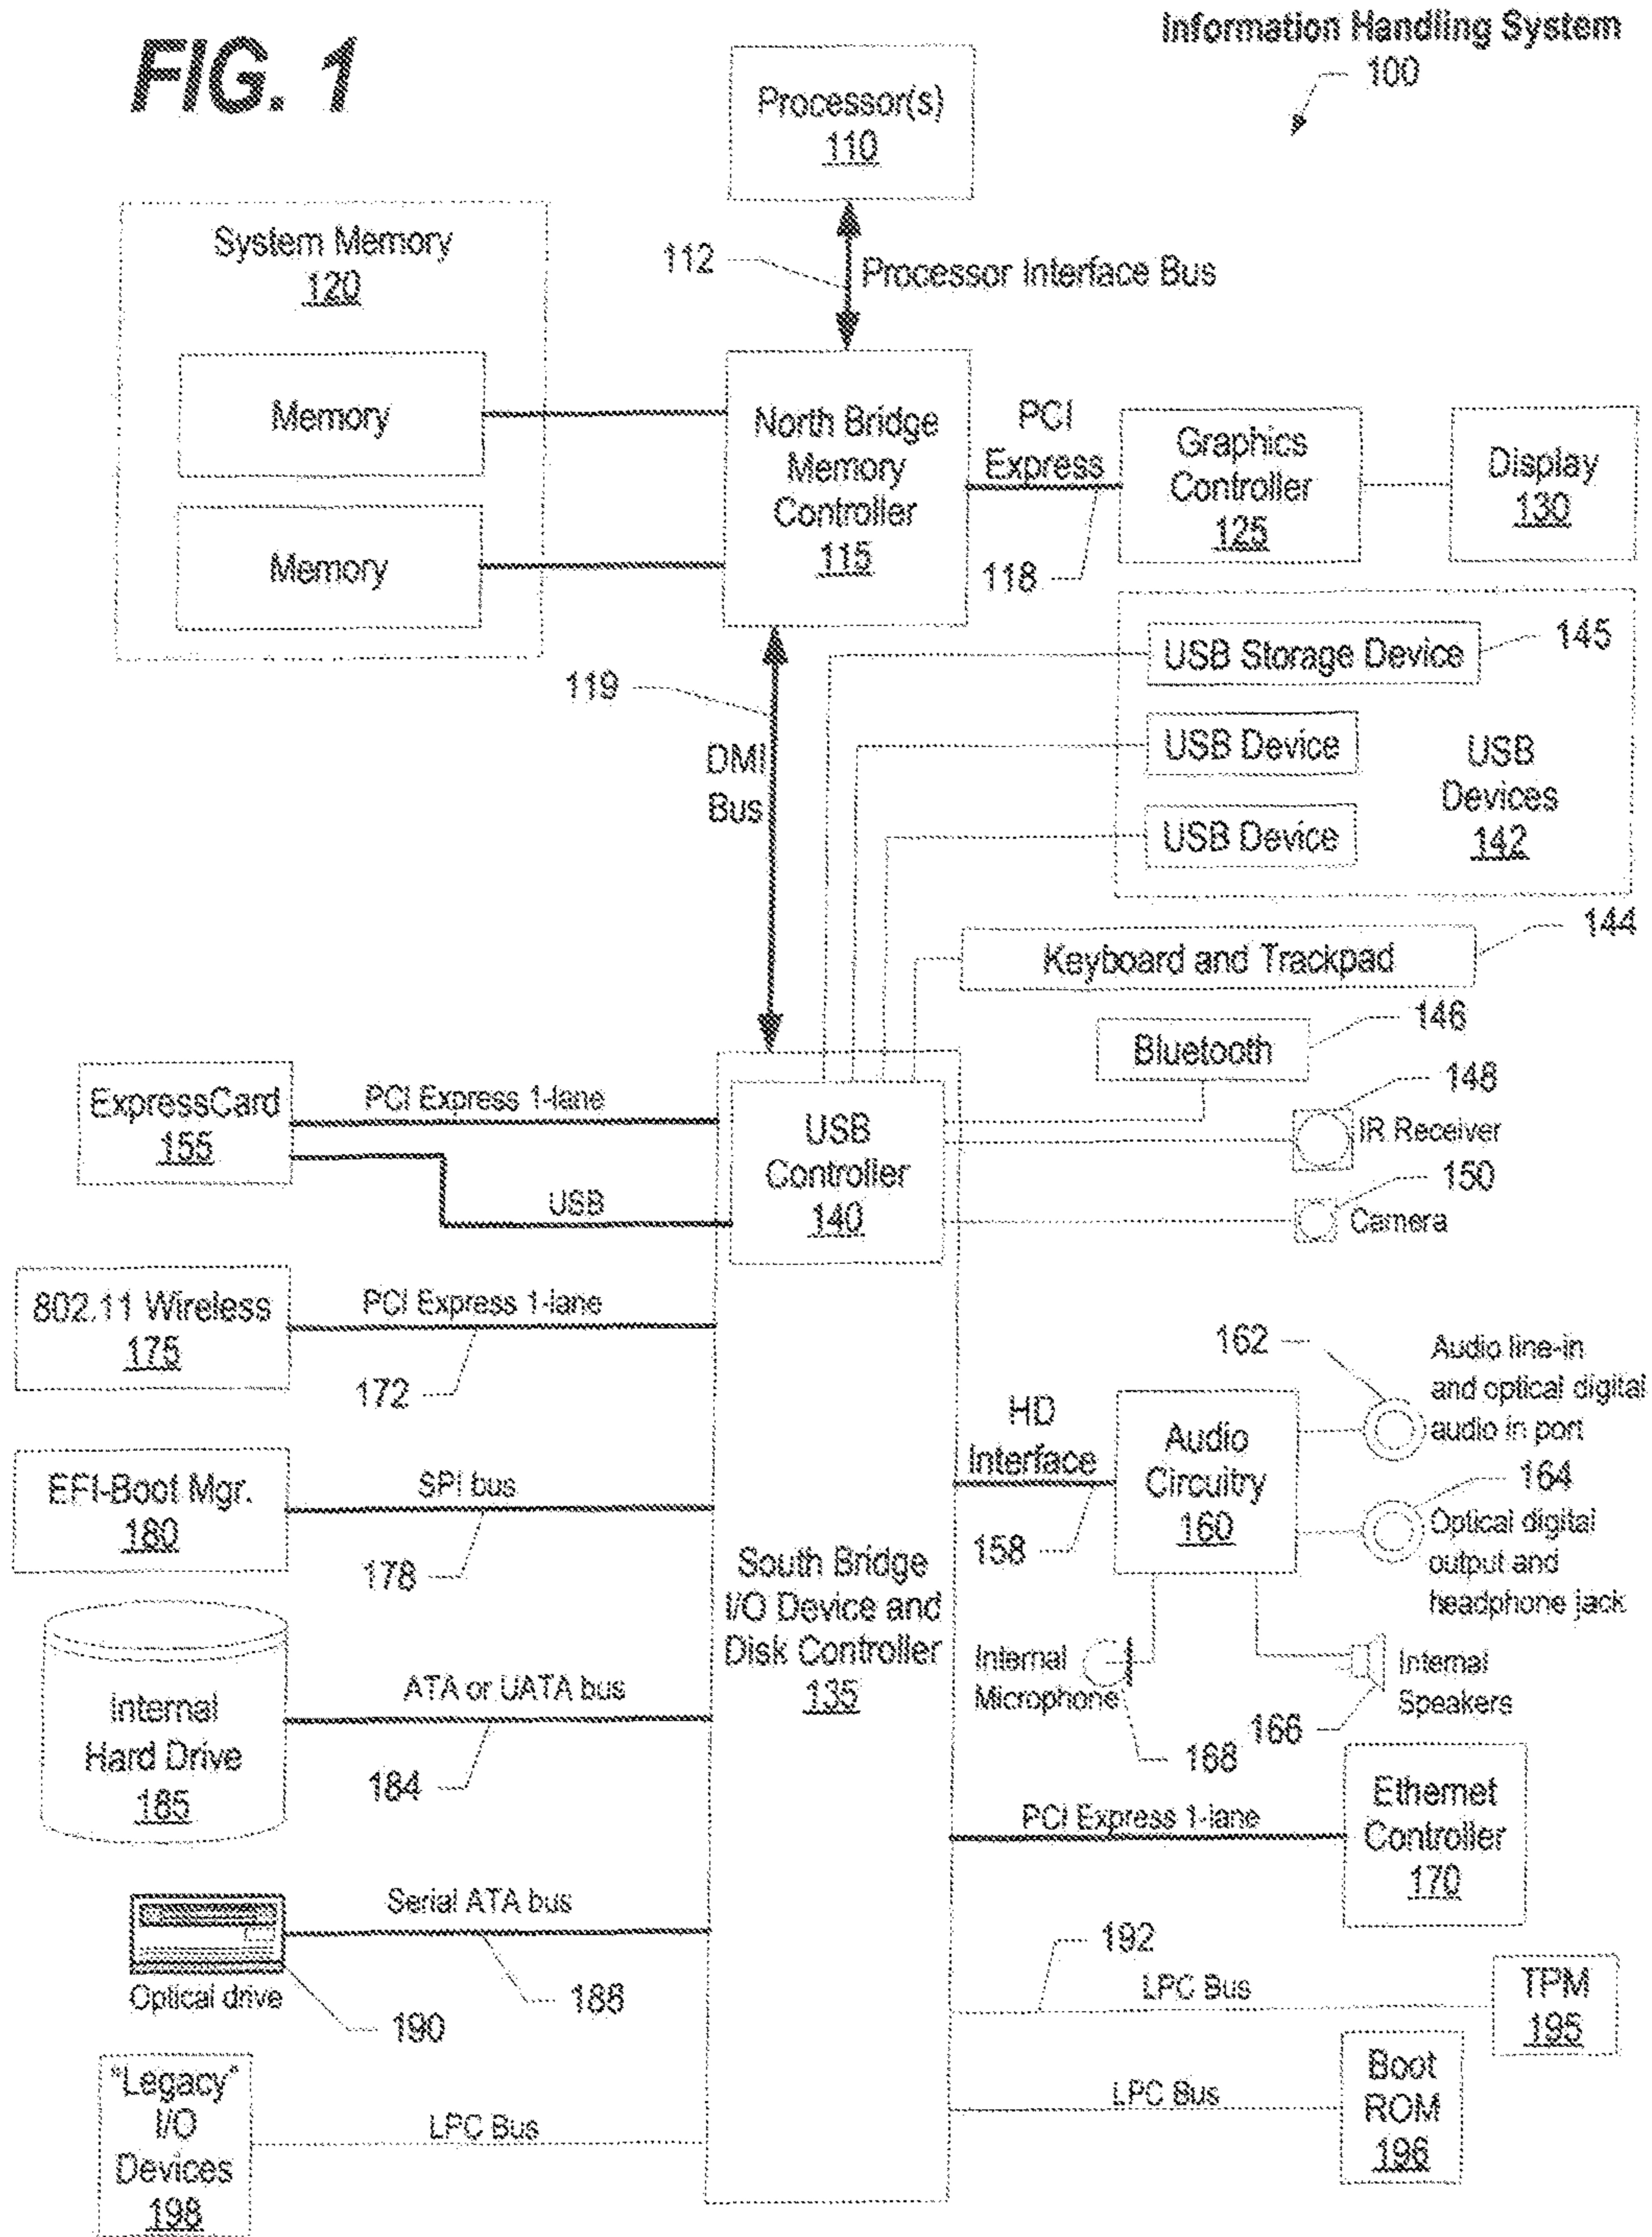 FIG. 1
Information Handling System
100
Processor(s)
110
System Memory
120
112
Processor Interface Bus
Memory
Memory
North Bridge
Memory
Controller
115
PCI
Express
118
Graphics
Controller
125
Display
130
119
DMI
Bus
USB Storage Device
145
USB Device
USB Device
USB
Devices
142
144
Keyboard and Trackpad
146
Bluetooth
148
IR Receiver
150
Camera
ExpressCard
155
PCI Express 1-lane
USB
USB
Controller
140
802.11 Wireless
175
PCI Express 1-lane
172
EFI-Boot Mgr.
180
SPI bus
178
162
Audio line-in
and optical digital
audio in port
HD
Interface
158
Audio
Circuitry
160
164
Optical digital
output and
headphone jack
South Bridge
I/O Device and
Disk Controller
135
Internal
Hard Drive
185
ATA or UATA bus
184
Internal
Microphone
168
166
Internal
Speakers
PCI Express 1-lane
Ethernet
Controller
170
Serial ATA bus
188
Optical drive
190
192
LPC Bus
TPM
195
"Legacy"
I/O
Devices
198
LPC Bus
LPC Bus
Boot
ROM
196